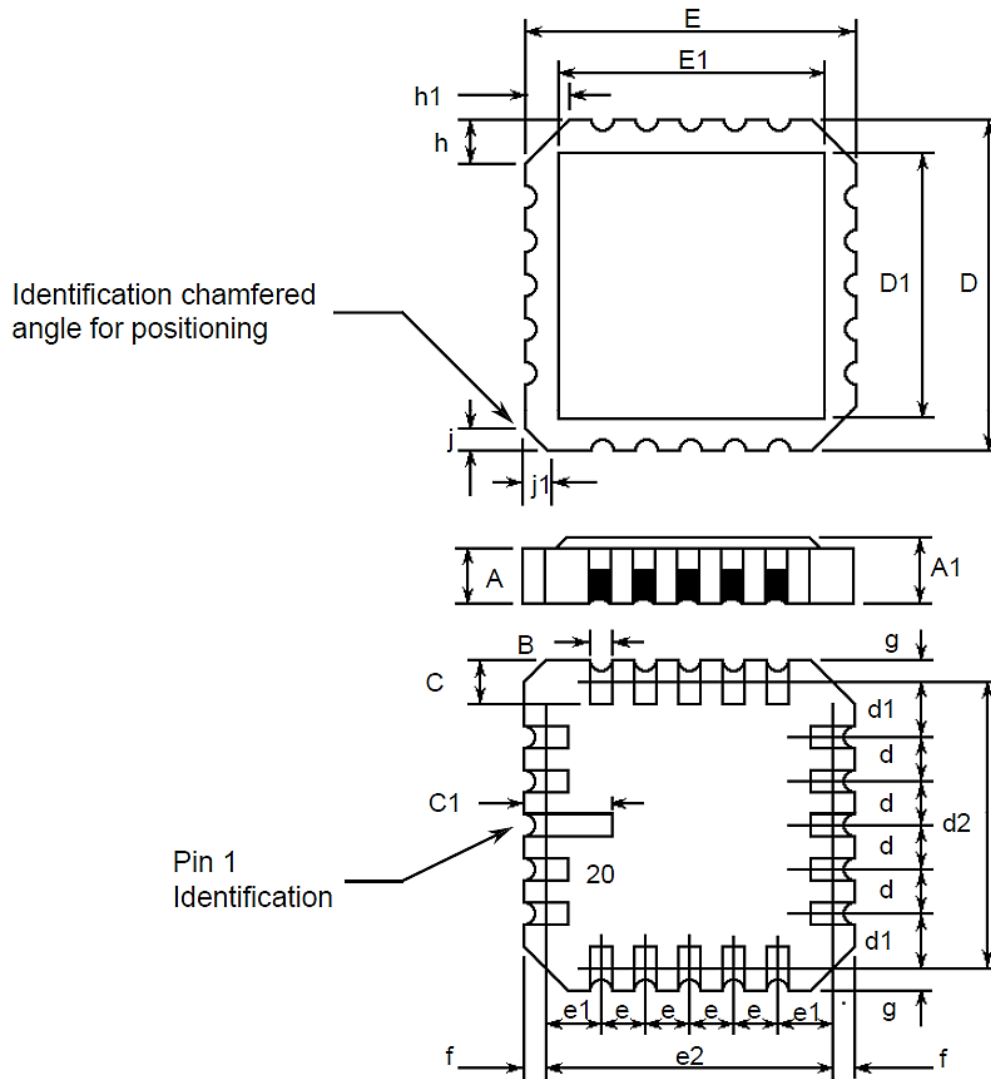 E
E1
h1
h
D1
D
Identification chamfered
angle for positioning
j
j1
A
A1
B
g
C
d1
d
C1
d
d2
d
Pin 1
Identification
20
d
d1
e1 e e e e e1
g
f
e2
f